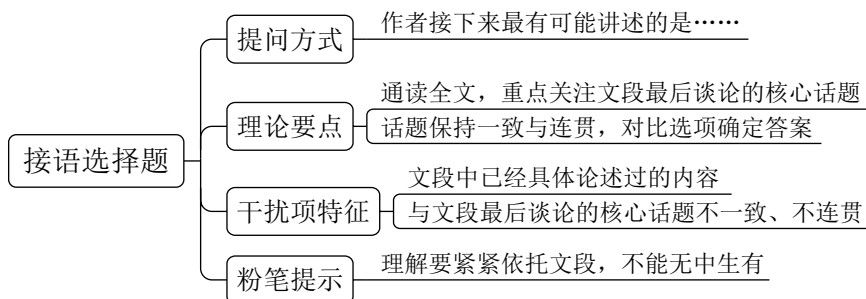 接语选择题
提问方式
作者接下来最有可能讲述的是……
理论要点
通读全文，重点关注文段最后谈论的核心话题
话题保持一致与连贯，对比选项确定答案
干扰项特征
文段中已经具体论述过的内容
与文段最后谈论的核心话题不一致、不连贯
粉笔提示
理解要紧紧依托文段，不能无中生有